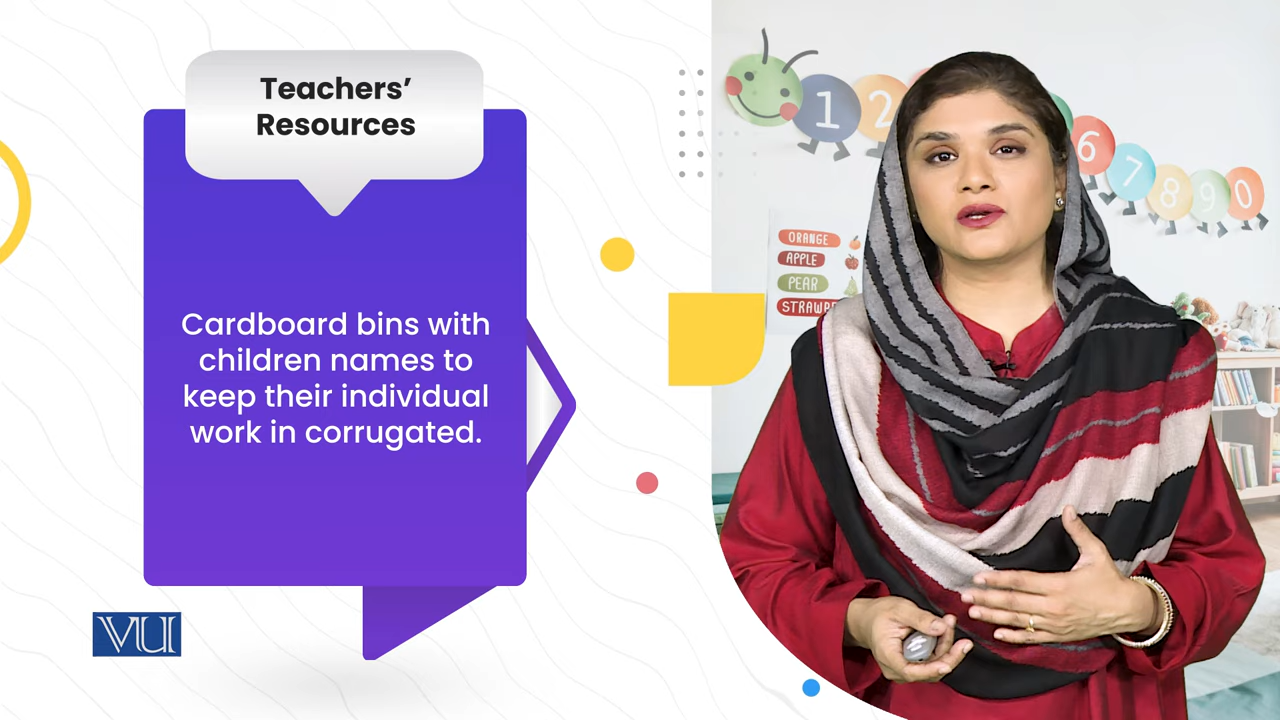 Teachers’
Resources
Cardboard bins with
children names to
keep their individual
work in corrugated.
VU
1 2
6 7 8 9 0
ORANGE
APPLE
PEAR
STRAWB